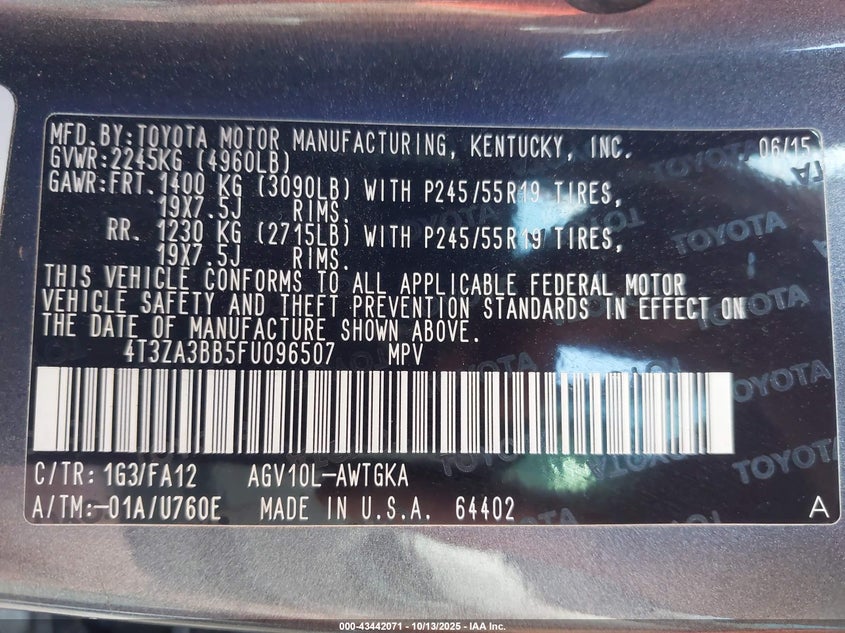 MFD.BY:TOYOTA MOTOR MANUFACTURING, KENTUCKY, INC. 06/15
GVWR:2245KG (4960LB)
GAWR:FRT.1400 KG (3090LB) WITH P245/55R19 TIRES,
19X7.5J RIMS.
RR. 1230 KG (2715LB) WITH P245/55R19 TIRES,
19X7.5J RIMS.
THIS VEHICLE CONFORMS TO ALL APPLICABLE FEDERAL MOTOR
VEHICLE SAFETY AND THEFT PREVENTION STANDARDS IN EFFECT ON
THE DATE OF MANUFACTURE SHOWN ABOVE.
4T3ZA3BB5FU096507 MPV
C/TR: 1G3/FA12 AGV10L-AWTGKA
A/TM:-01A/U760E MADE IN U.S.A. 64402 A
TOYOTA
TOYOTA
TOYOTA
TOYOTA
000-43442071 - 10/13/2025 - IAA Inc.